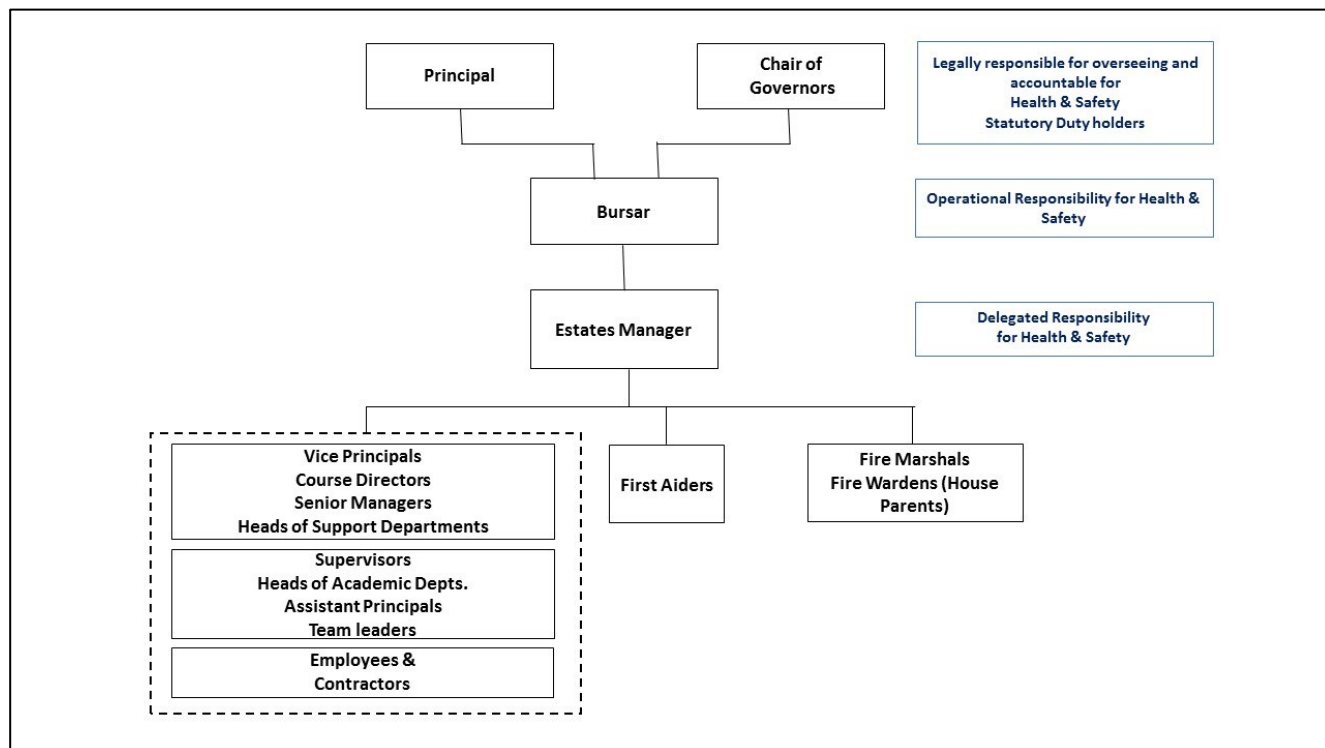 Principal
Chair of
Governors
Legally responsible for overseeing and
accountable for
Health & Safety
Statutory Duty holders
Bursar
Operational Responsibility for Health &
Safety
Estates Manager
Delegated Responsibility
for Health & Safety
Vice Principals
Course Directors
Senior Managers
Heads of Support Departments
First Aiders
Fire Marshals
Fire Wardens (House
Parents)
Supervisors
Heads of Academic Depts.
Assistant Principals
Team leaders
Employees &
Contractors